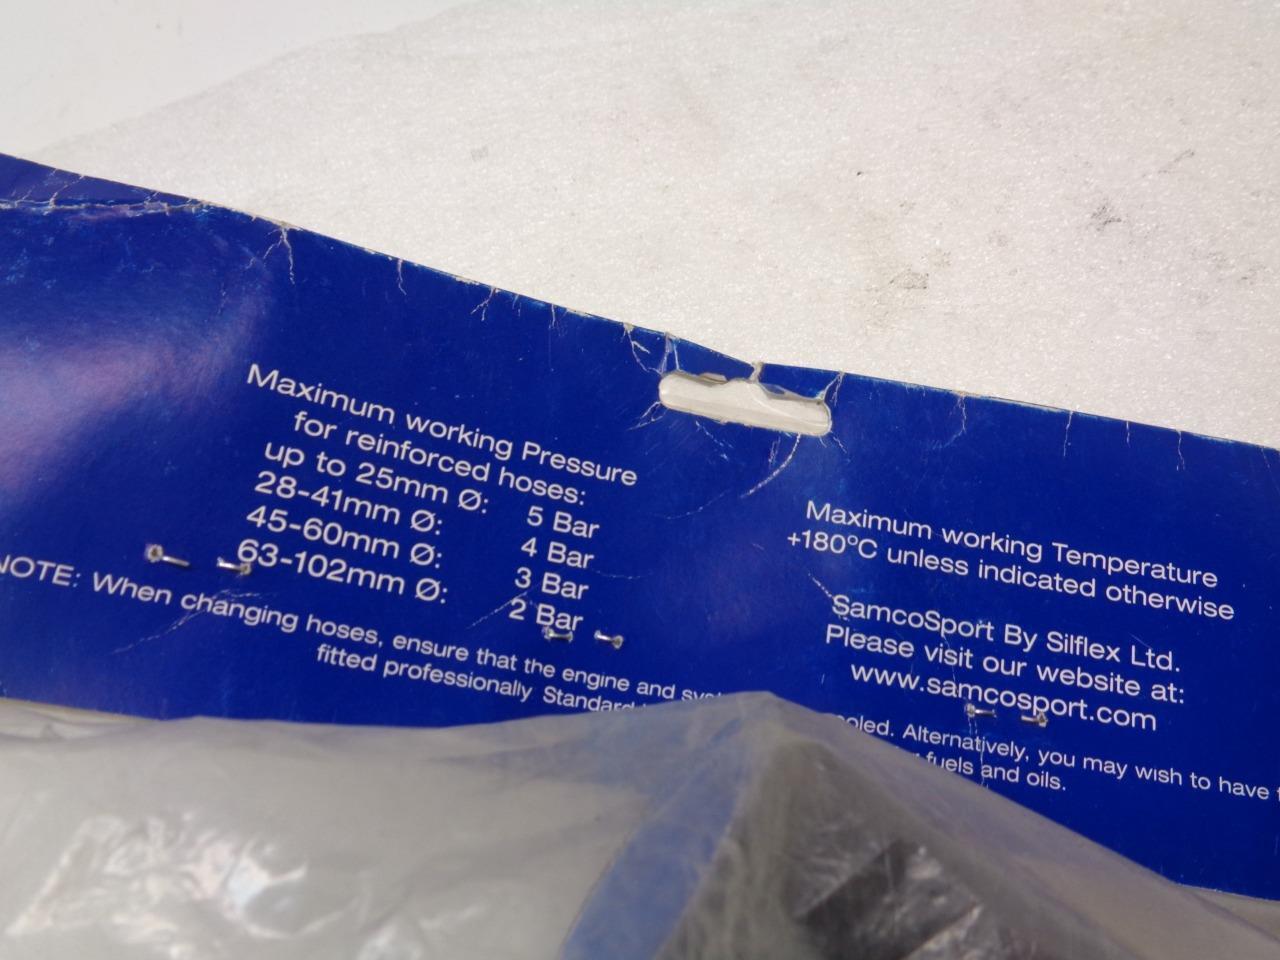 Maximum working Pressure
for reinforced hoses:
up to 25mm Ø: 5 Bar
28-41mm Ø: 4 Bar
45-60mm Ø: 3 Bar
63-102mm Ø: 2 Bar
NOTE: When changing hoses, ensure that the engine and
fitted professionally Standard
Maximum working Temperature
+180°C unless indicated otherwise
SamcoSport By Silflex Ltd.
Please visit our website at:
www.samcosport.com
Alternatively, you may wish to have
fuels and oils.